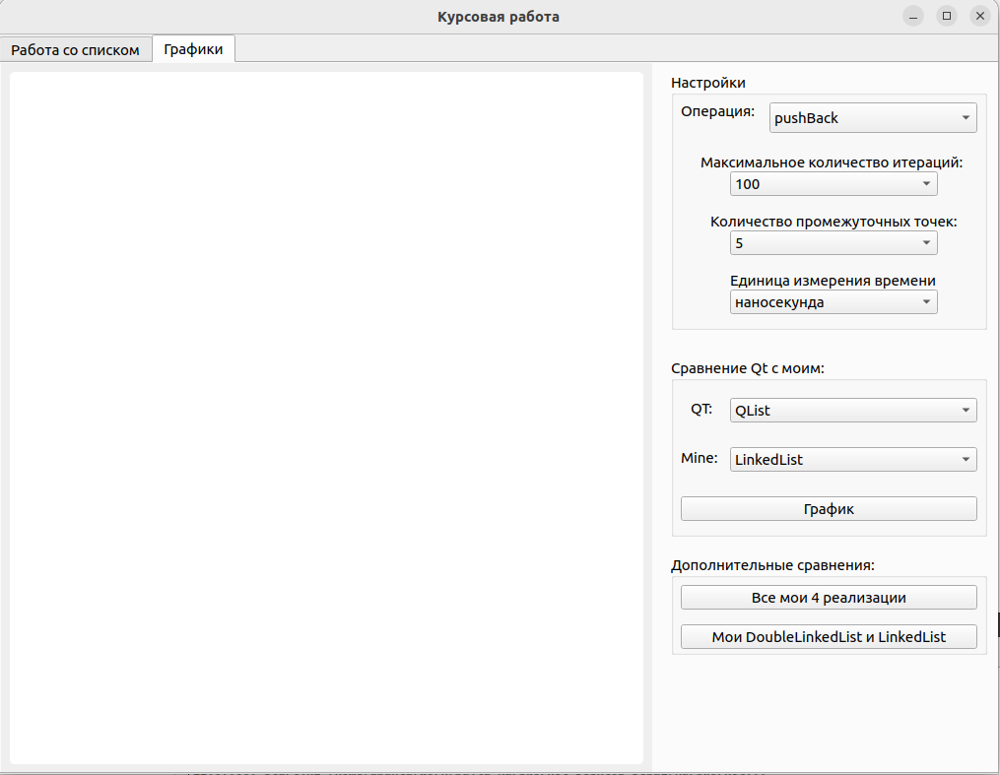 Курсовая работа
Работа со списком
Графики
Настройки
Операция:
pushBack
Максимальное количество итераций:
100
Количество промежуточных точек:
5
Единица измерения времени
наносекунда
Сравнение Qt с моим:
QT:
QList
Mine:
LinkedList
График
Дополнительные сравнения:
Все мои 4 реализации
Мои DoubleLinkedList и LinkedList